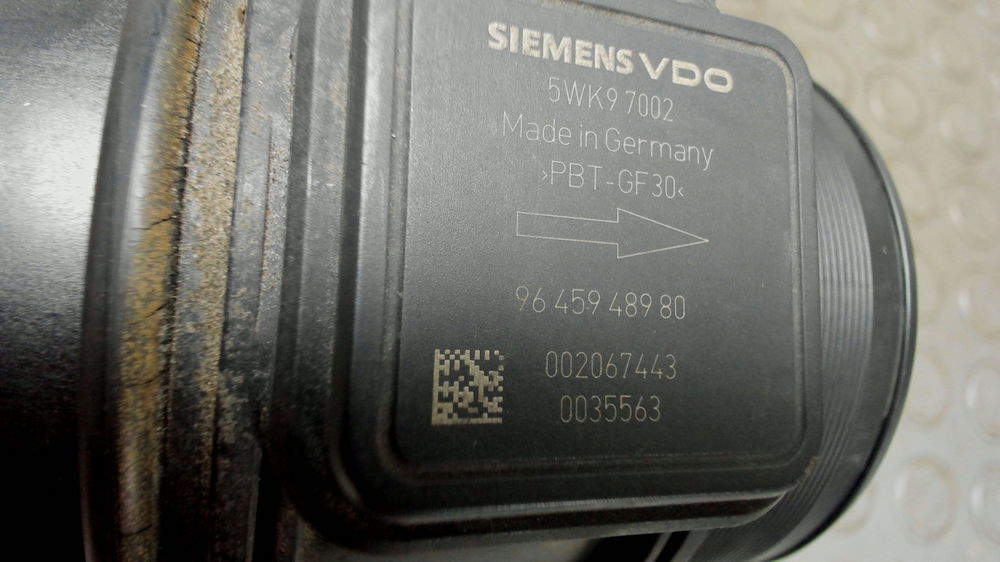 SIEMENS VDO
5WK9 7002
Made in Germany
›PBT-GF30‹
96 459 489 80
002067443
0035563